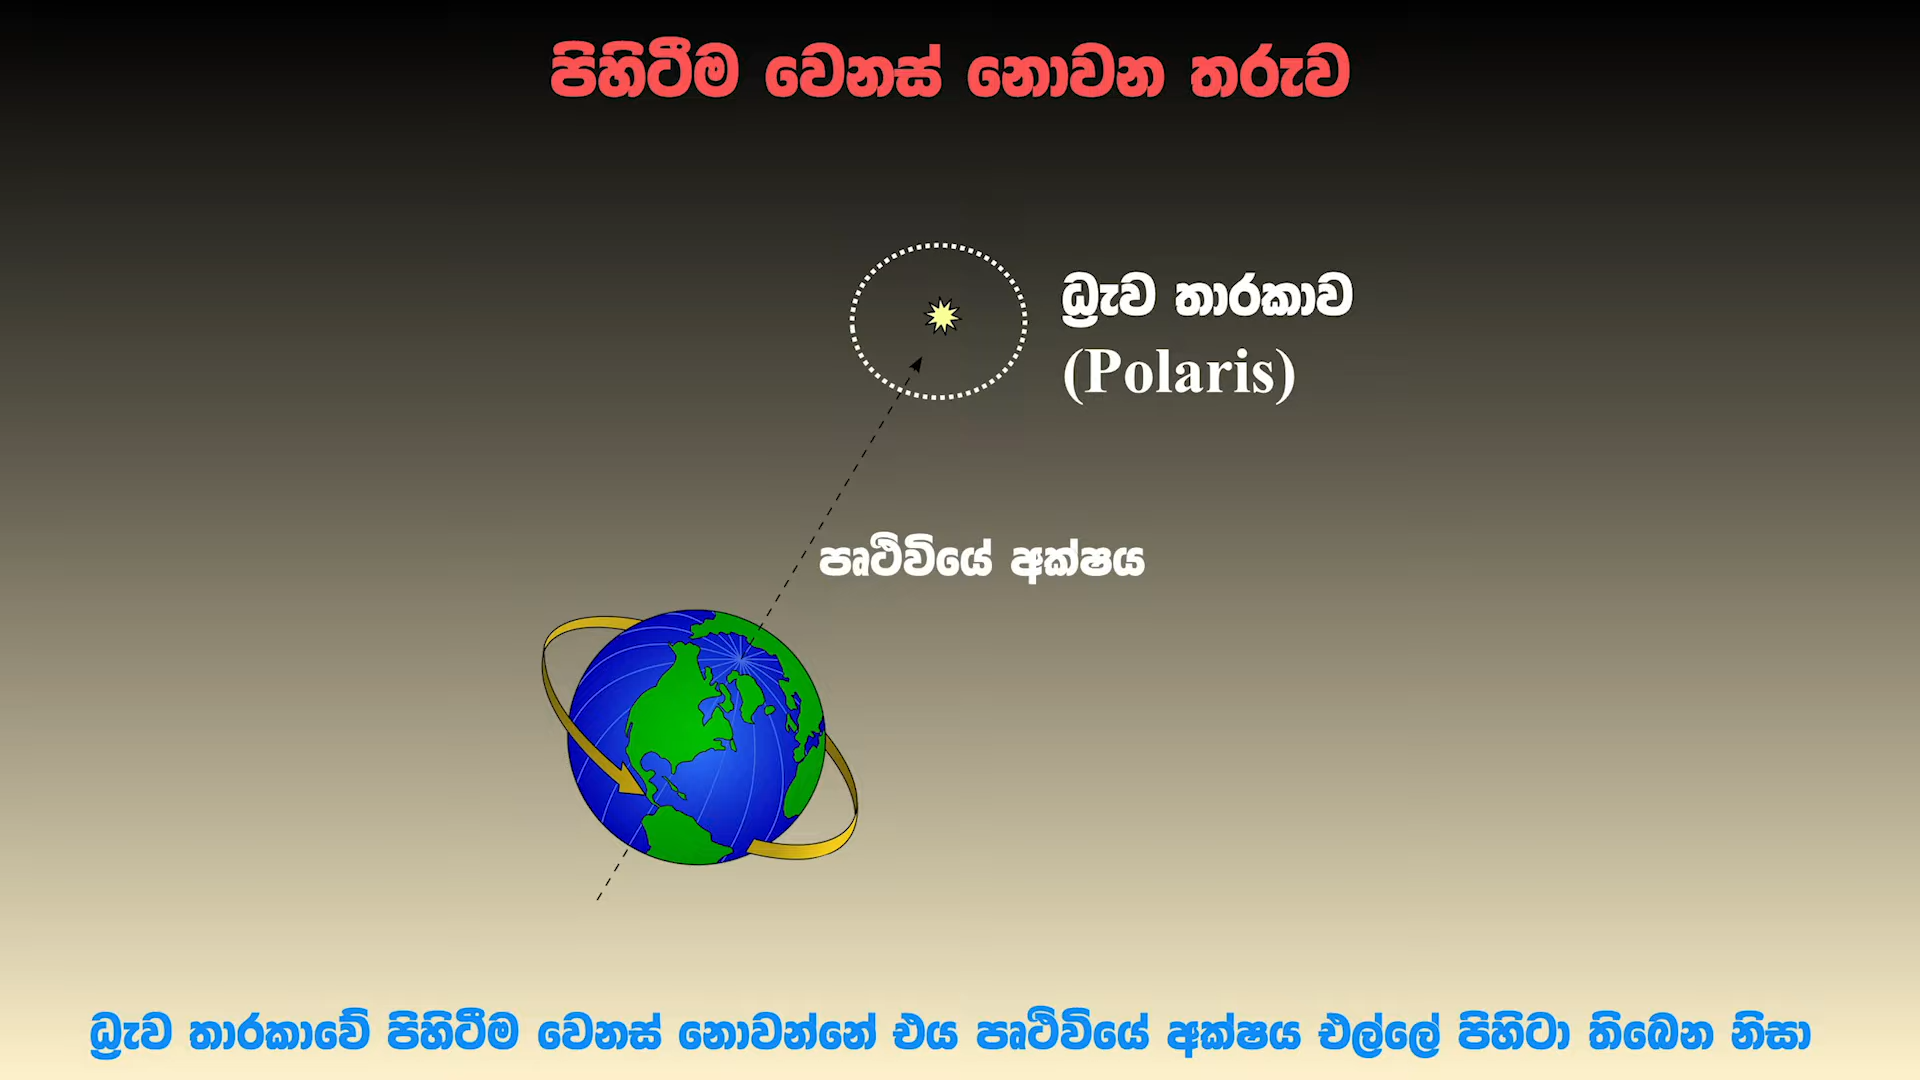 පිහිටීම වෙනස් නොවන තරුව
ධ්‍රැව තාරකාව
(Polaris)
පෘථිවියේ අක්ෂය
ධ්‍රැව තාරකාවේ පිහිටීම වෙනස් නොවන්නේ එය පෘථිවියේ අක්ෂය එල්ලේ පිහිටා තිබෙන නිසා